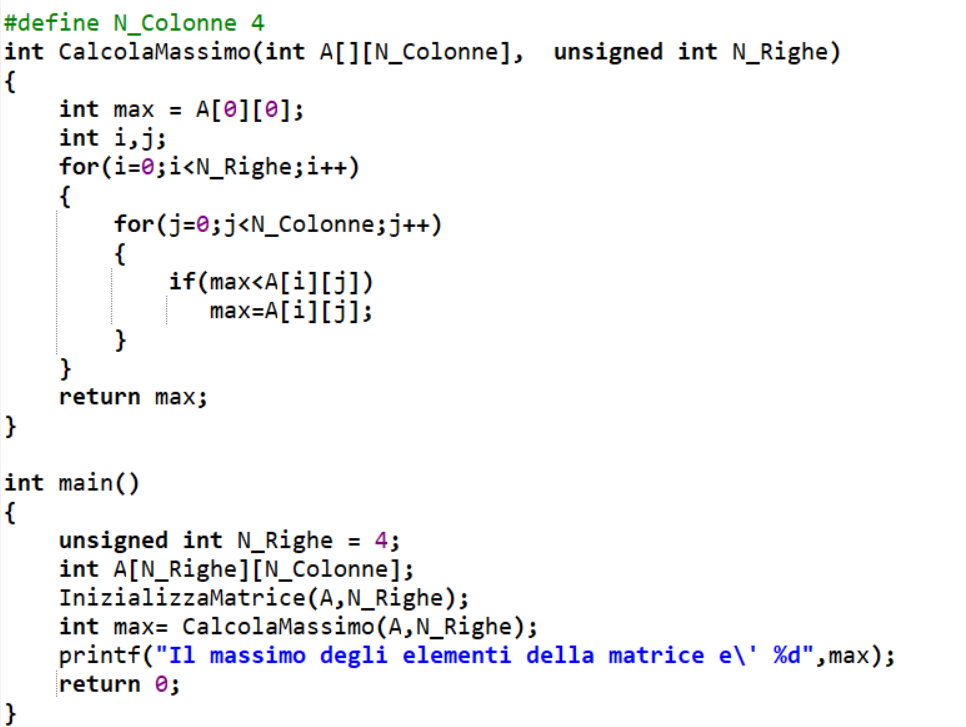 #define N_Colonne 4
int CalcolaMassimo(int A[][N_Colonne],  unsigned int N_Righe)
{
    int max = A[0][0];
    int i,j;
    for(i=0;i<N_Righe;i++)
    {
        for(j=0;j<N_Colonne;j++)
        {
            if(max<A[i][j])
               max=A[i][j];
        }
    }
    return max;
}

int main()
{
    unsigned int N_Righe = 4;
    int A[N_Righe][N_Colonne];
    InizializzaMatrice(A,N_Righe);
    int max= CalcolaMassimo(A,N_Righe);
    printf("Il massimo degli elementi della matrice e\' %d",max);
    return 0;
}